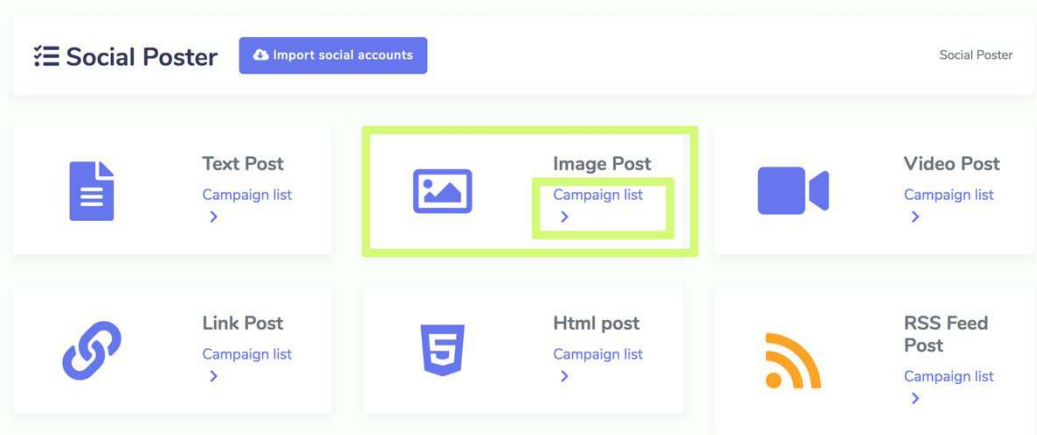 Social Poster
Import social accounts
Social Poster
Text Post
Campaign list
Image Post
Campaign list
Video Post
Campaign list
Link Post
Campaign list
Html post
Campaign list
RSS Feed
Post
Campaign list